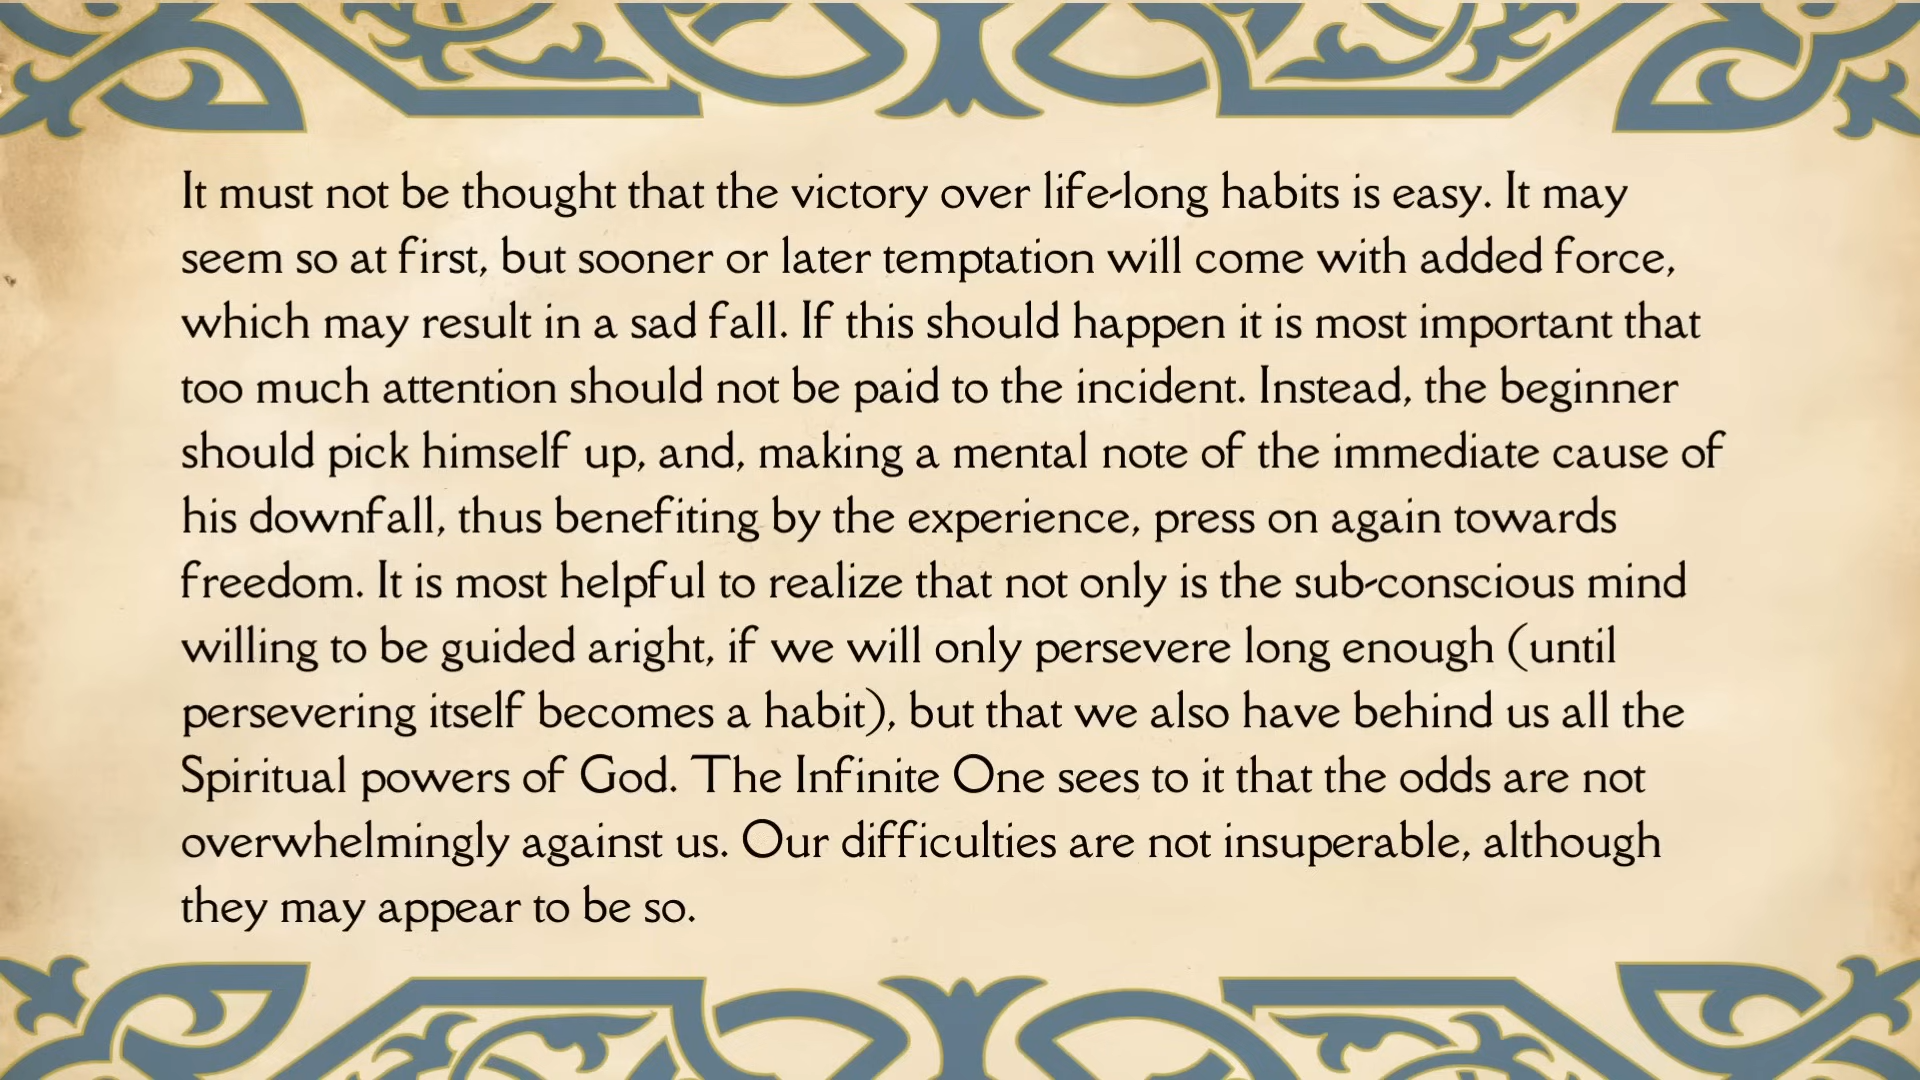 It must not be thought that the victory over life-long habits is easy. It may
seem so at first, but sooner or later temptation will come with added force,
which may result in a sad fall. If this should happen it is most important that
too much attention should not be paid to the incident. Instead, the beginner
should pick himself up, and, making a mental note of the immediate cause of
his downfall, thus benefiting by the experience, press on again towards
freedom. It is most helpful to realize that not only is the sub-conscious mind
willing to be guided aright, if we will only persevere long enough (until
persevering itself becomes a habit), but that we also have behind us all the
Spiritual powers of God. The Infinite One sees to it that the odds are not
overwhelmingly against us. Our difficulties are not insuperable, although
they may appear to be so.